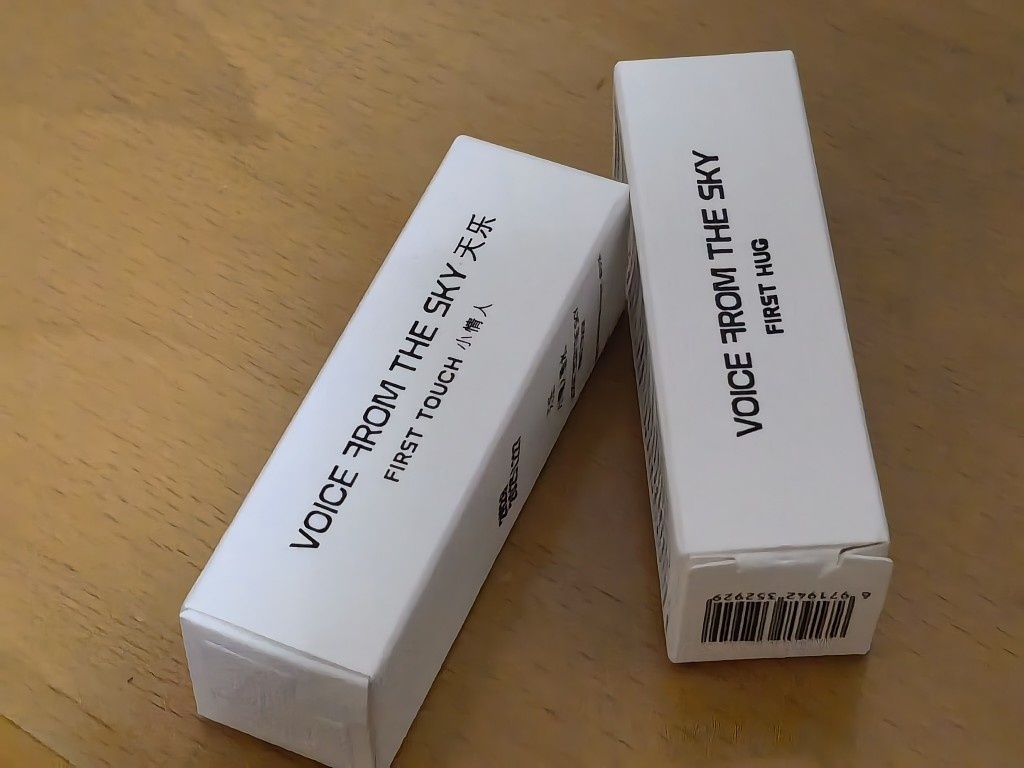 VOICE FROM THE SKY 天乐
FIRST TOUCH 小情人
VOICE FROM THE SKY
FIRST HUG
6 971942 352929